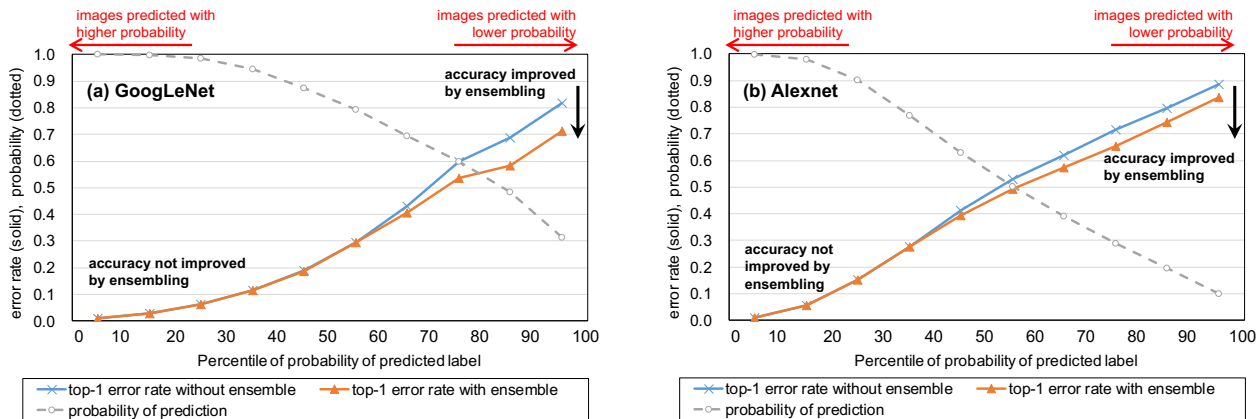 images predicted with
higher probability
images predicted with
lower probability
(a) GoogLeNet
accuracy improved
by ensembling
accuracy not improved
by ensembling
error rate (solid), probability (dotted)
1.0
0.9
0.8
0.7
0.6
0.5
0.4
0.3
0.2
0.1
0.0
0 10 20 30 40 50 60 70 80 90 100
Percentile of probability of predicted label
top-1 error rate without ensemble
top-1 error rate with ensemble
probability of prediction
images predicted with
higher probability
images predicted with
lower probability
(b) Alexnet
accuracy improved
by ensembling
accuracy not
improved by
ensembling
error rate (solid), probability (dotted)
1.0
0.9
0.8
0.7
0.6
0.5
0.4
0.3
0.2
0.1
0.0
0 10 20 30 40 50 60 70 80 90 100
Percentile of probability of predicted label
top-1 error rate without ensemble
top-1 error rate with ensemble
probability of prediction